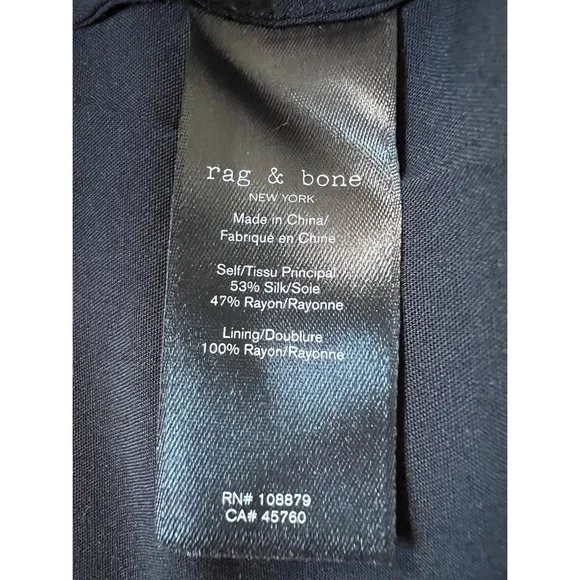 rag & bone
NEW YORK
Made in China/
Fabriqué en Chine
Self/Tissu Principal
53% Silk/Soie
47% Rayon/Rayonne
Lining/Doublure
100% Rayon/Rayonne
RN# 108879
CA# 45760